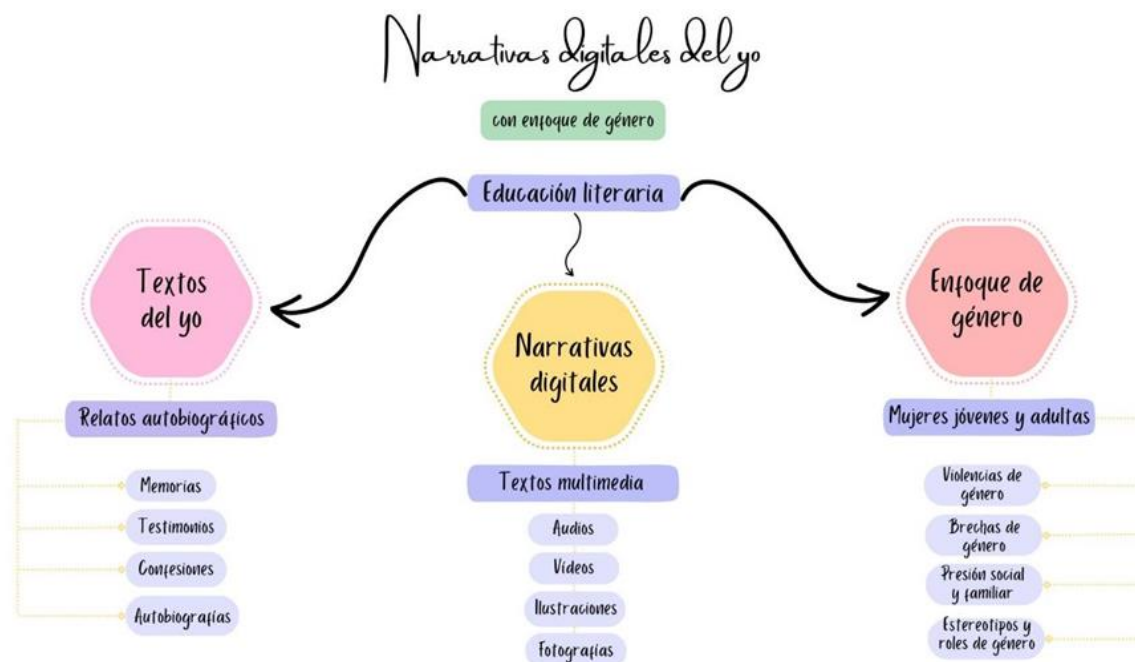 Narrativas digitales del yo
con enfoque de género
Educación literaria
Textos
del yo
Relatos autobiográficos
Memorias
Testimonios
Confesiones
Autobiografías
Narrativas
digitales
Textos multimedia
Audios
Vídeos
Ilustraciones
Fotografías
Enfoque de
género
Mujeres jóvenes y adultas
Violencias de
género
Brechas de
género
Presión social
y familiar
Estereotipos y
roles de género